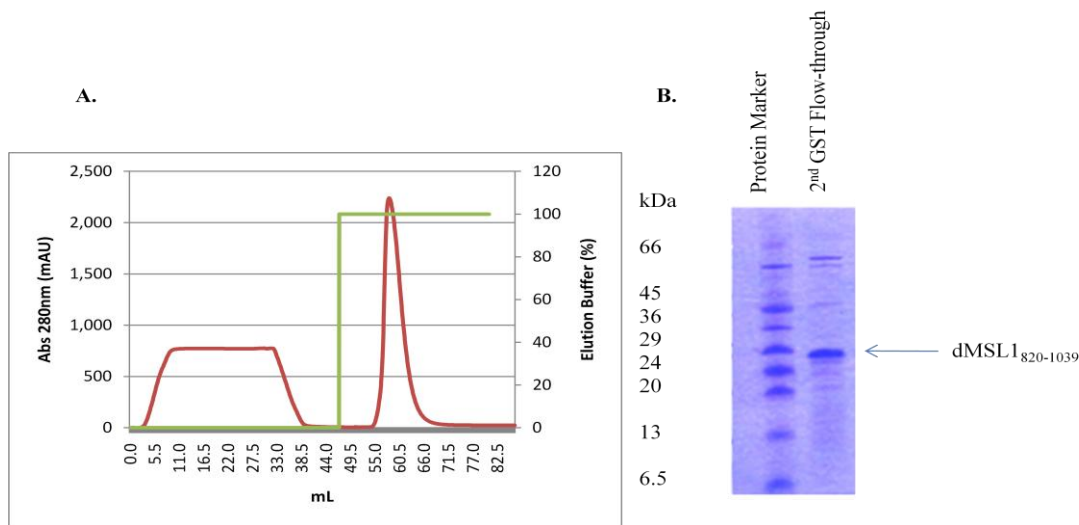 A.
2,500
2,000
1,500
1,000
500
0
Abs 280nm (mAU)
120
100
80
60
40
20
0
Elution Buffer (%)
0.0 5.5 11.0 16.5 22.0 27.5 33.0 38.5 44.0 49.5 55.0 60.5 66.0 71.5 77.0 82.5
mL
B.
Protein Marker
2nd GST Flow-through
kDa
66
45
36
29
24
20
13
6.5
dMSL1820-1039